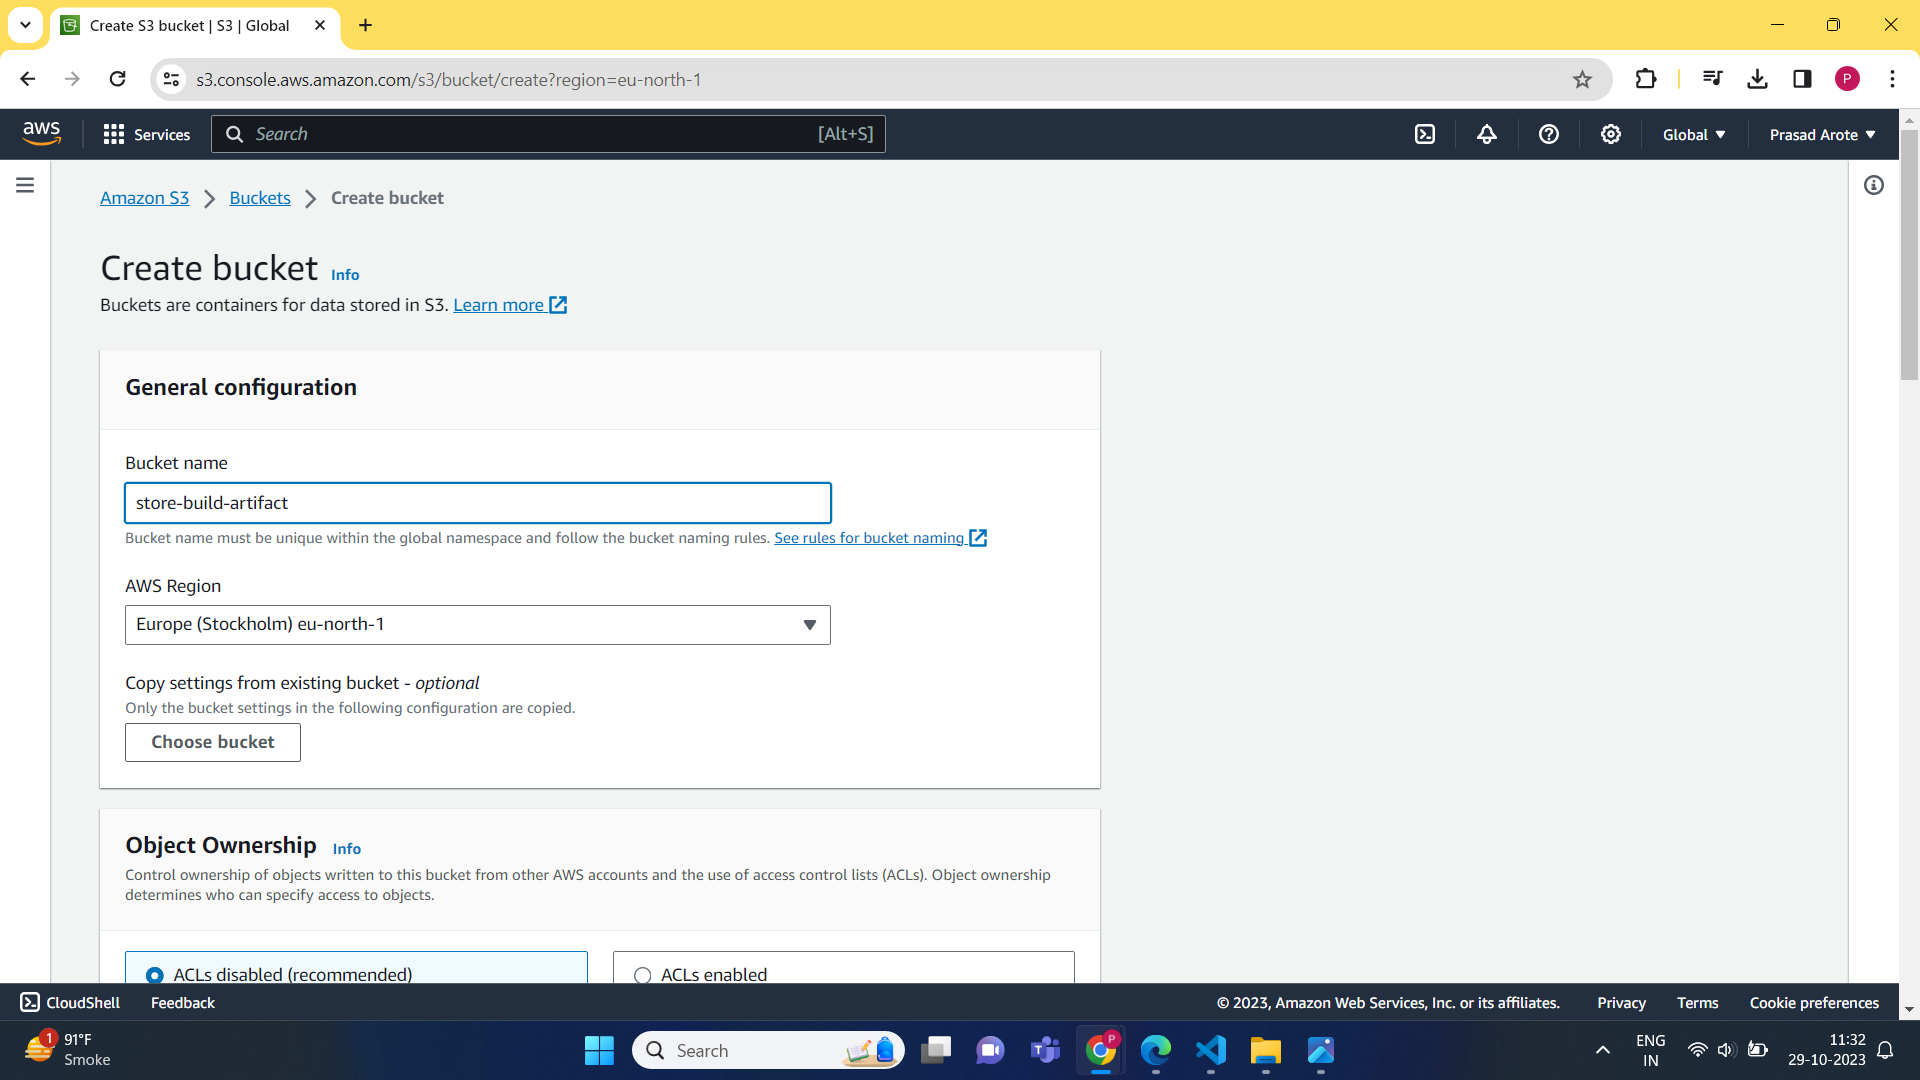 Create S3 bucket | S3 | Global
s3.console.aws.amazon.com/s3/bucket/create?region=eu-north-1
P
aws
Services
Search
[Alt+S]
Global
Prasad Arote
Amazon S3
Buckets
Create bucket
Create bucket
Info
Buckets are containers for data stored in S3. Learn more
General configuration
Bucket name
store-build-artifact
Bucket name must be unique within the global namespace and follow the bucket naming rules. See rules for bucket naming
AWS Region
Europe (Stockholm) eu-north-1
Copy settings from existing bucket - optional
Only the bucket settings in the following configuration are copied.
Choose bucket
Object Ownership
Info
Control ownership of objects written to this bucket from other AWS accounts and the use of access control lists (ACLs). Object ownership
determines who can specify access to objects.
ACLs disabled (recommended)
ACLs enabled
CloudShell
Feedback
© 2023, Amazon Web Services, Inc. or its affiliates.
Privacy
Terms
Cookie preferences
1
91°F
Smoke
Search
P
ENG
IN
11:32
29-10-2023